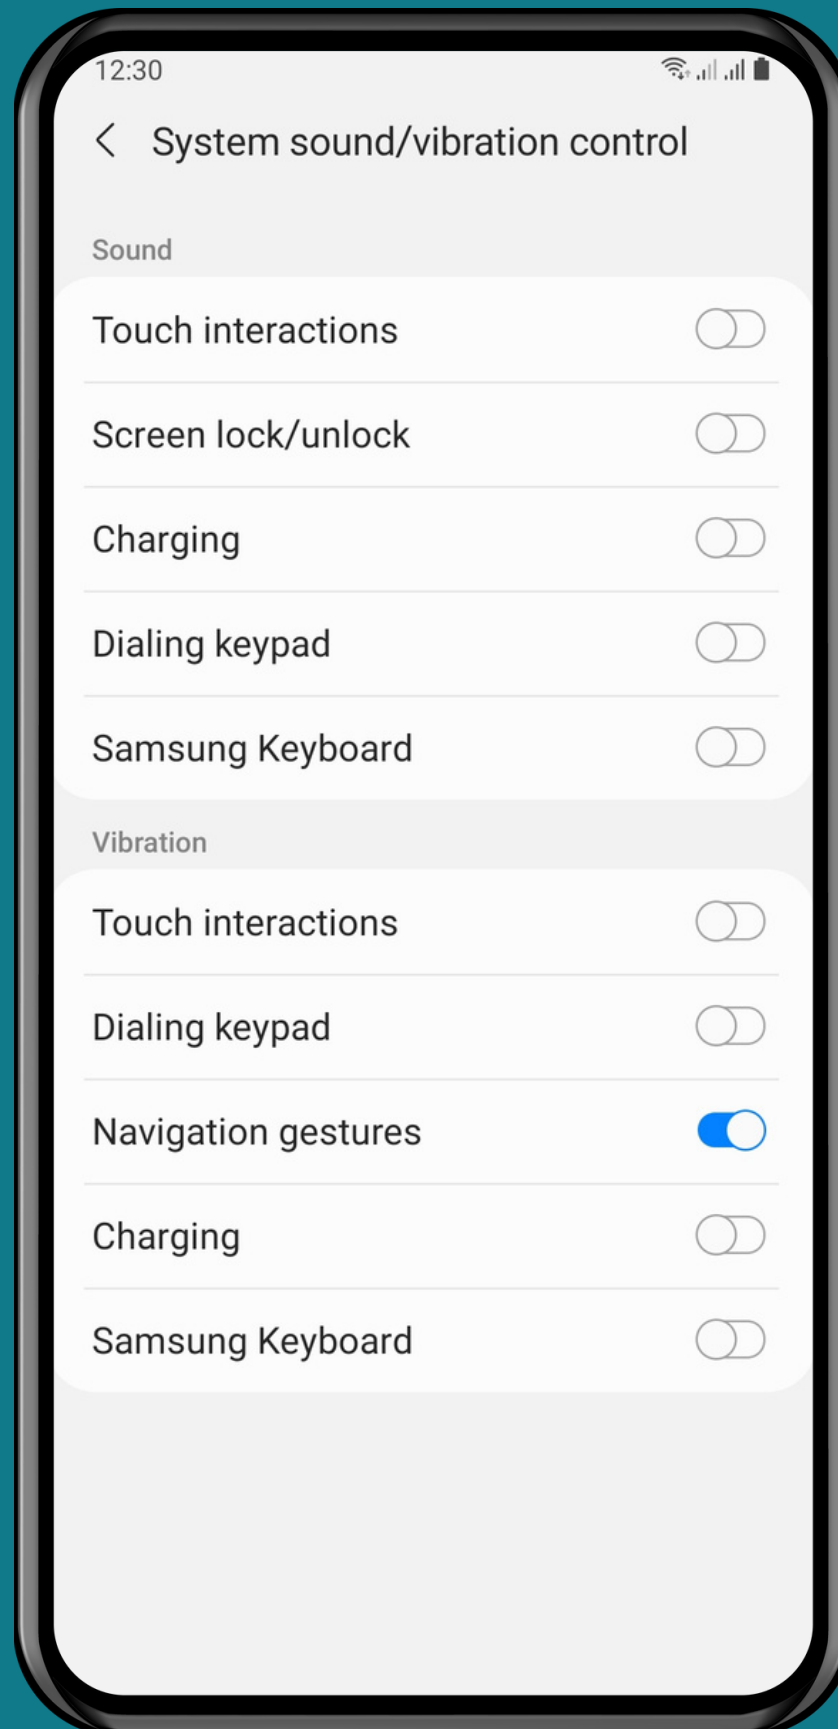 12:30
System sound/vibration control
Sound
Touch interactions
Screen lock/unlock
Charging
Dialing keypad
Samsung Keyboard
Vibration
Touch interactions
Dialing keypad
Navigation gestures
Charging
Samsung Keyboard